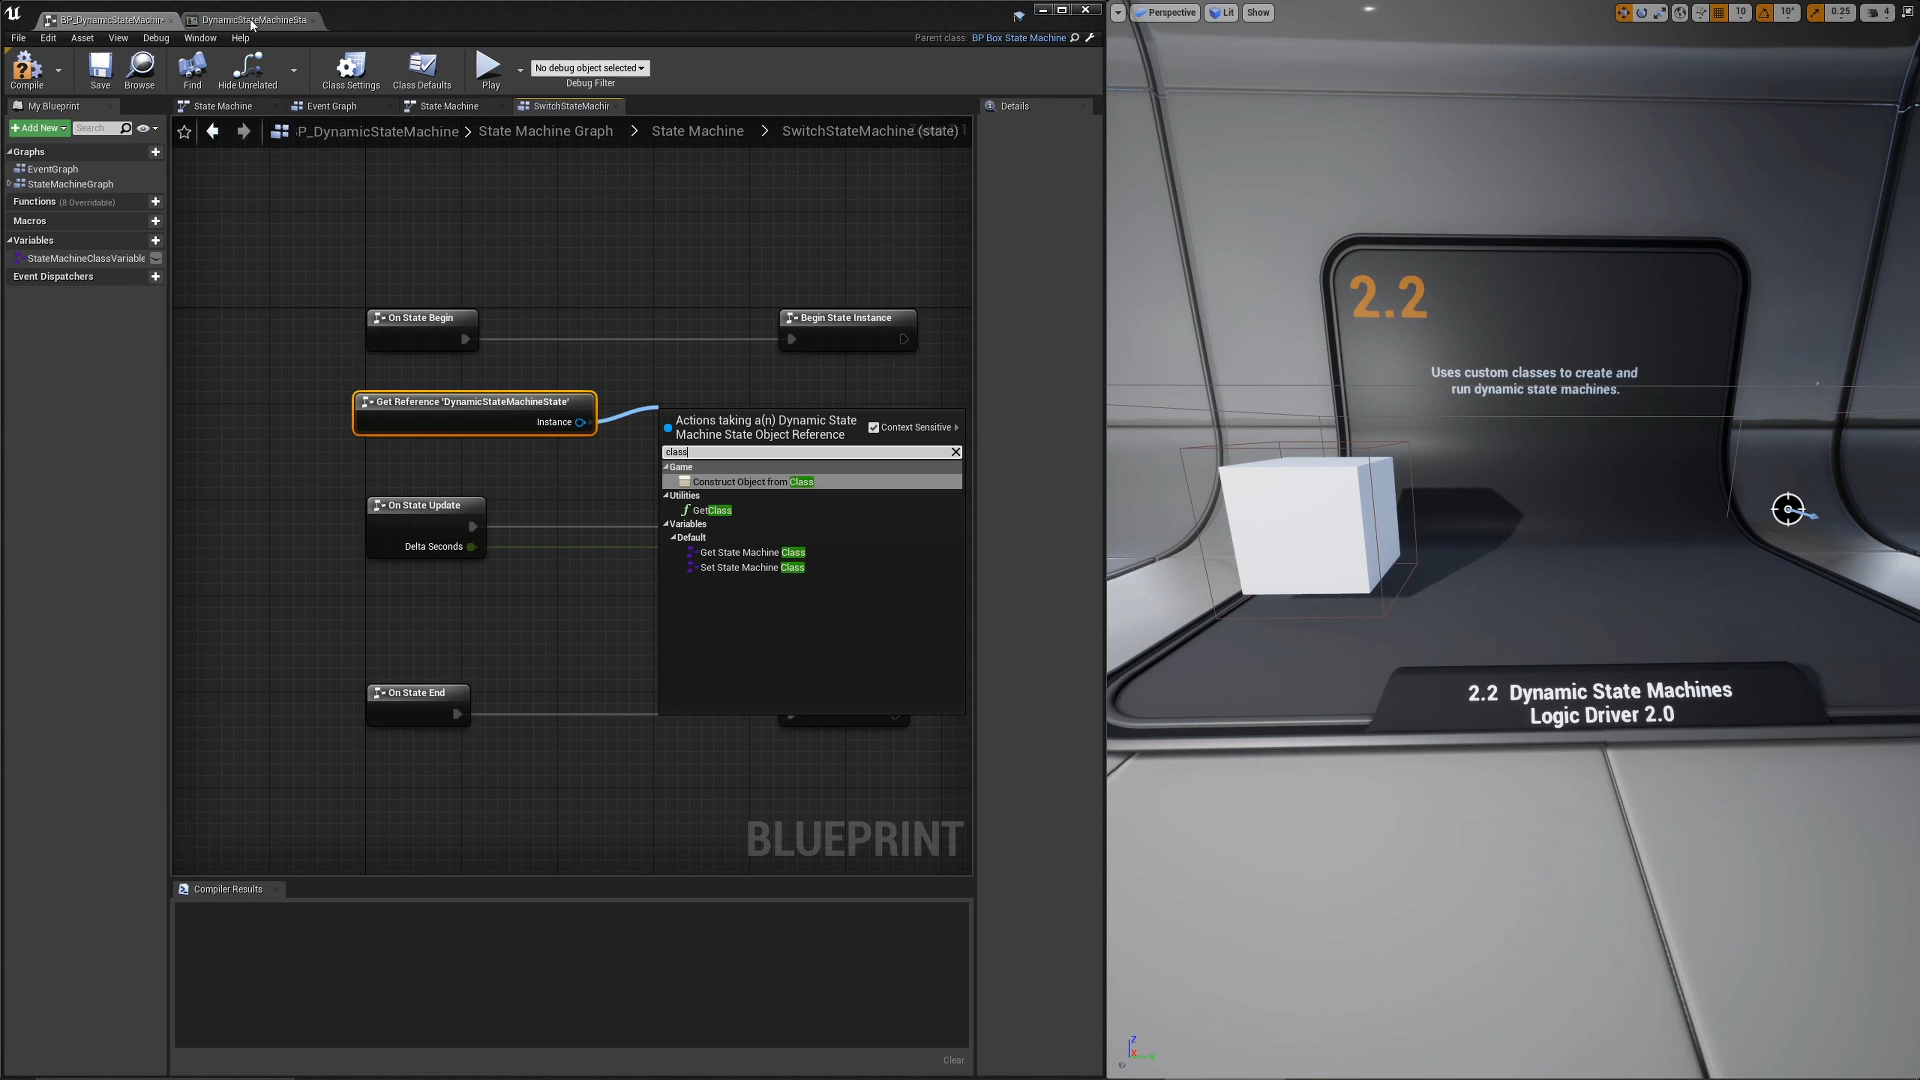 BP_DynamicStateMachin
DynamicStateMachineSta
File Edit Asset View Debug Window Help
Parent class: BP Box State Machine
Compile
Save
Browse
Find
Hide Unrelated
Class Settings
Class Defaults
Play
No debug object selected
Debug Filter
My Blueprint
State Machine
Event Graph
State Machine
SwitchStateMachin
Details
Add New
Search
P_DynamicStateMachine > State Machine Graph > State Machine > SwitchStateMachine (state)
Graphs
EventGraph
StateMachineGraph
Functions (8 Overridable)
Macros
Variables
StateMachineClassVariable
Event Dispatchers
On State Begin
Begin State Instance
Get Reference 'DynamicStateMachineState'
Instance
Actions taking a(n) Dynamic State
Machine State Object Reference
Context Sensitive
class
Game
Construct Object from Class
Utilities
f GetClass
Variables
Default
Get State Machine Class
Set State Machine Class
On State Update
Delta Seconds
On State End
BLUEPRINT
Compiler Results
Clear
Perspective
Lit
Show
10
10°
0.25
4
2.2
Uses custom classes to create and
run dynamic state machines.
2.2 Dynamic State Machines
Logic Driver 2.0
Z
X
Y